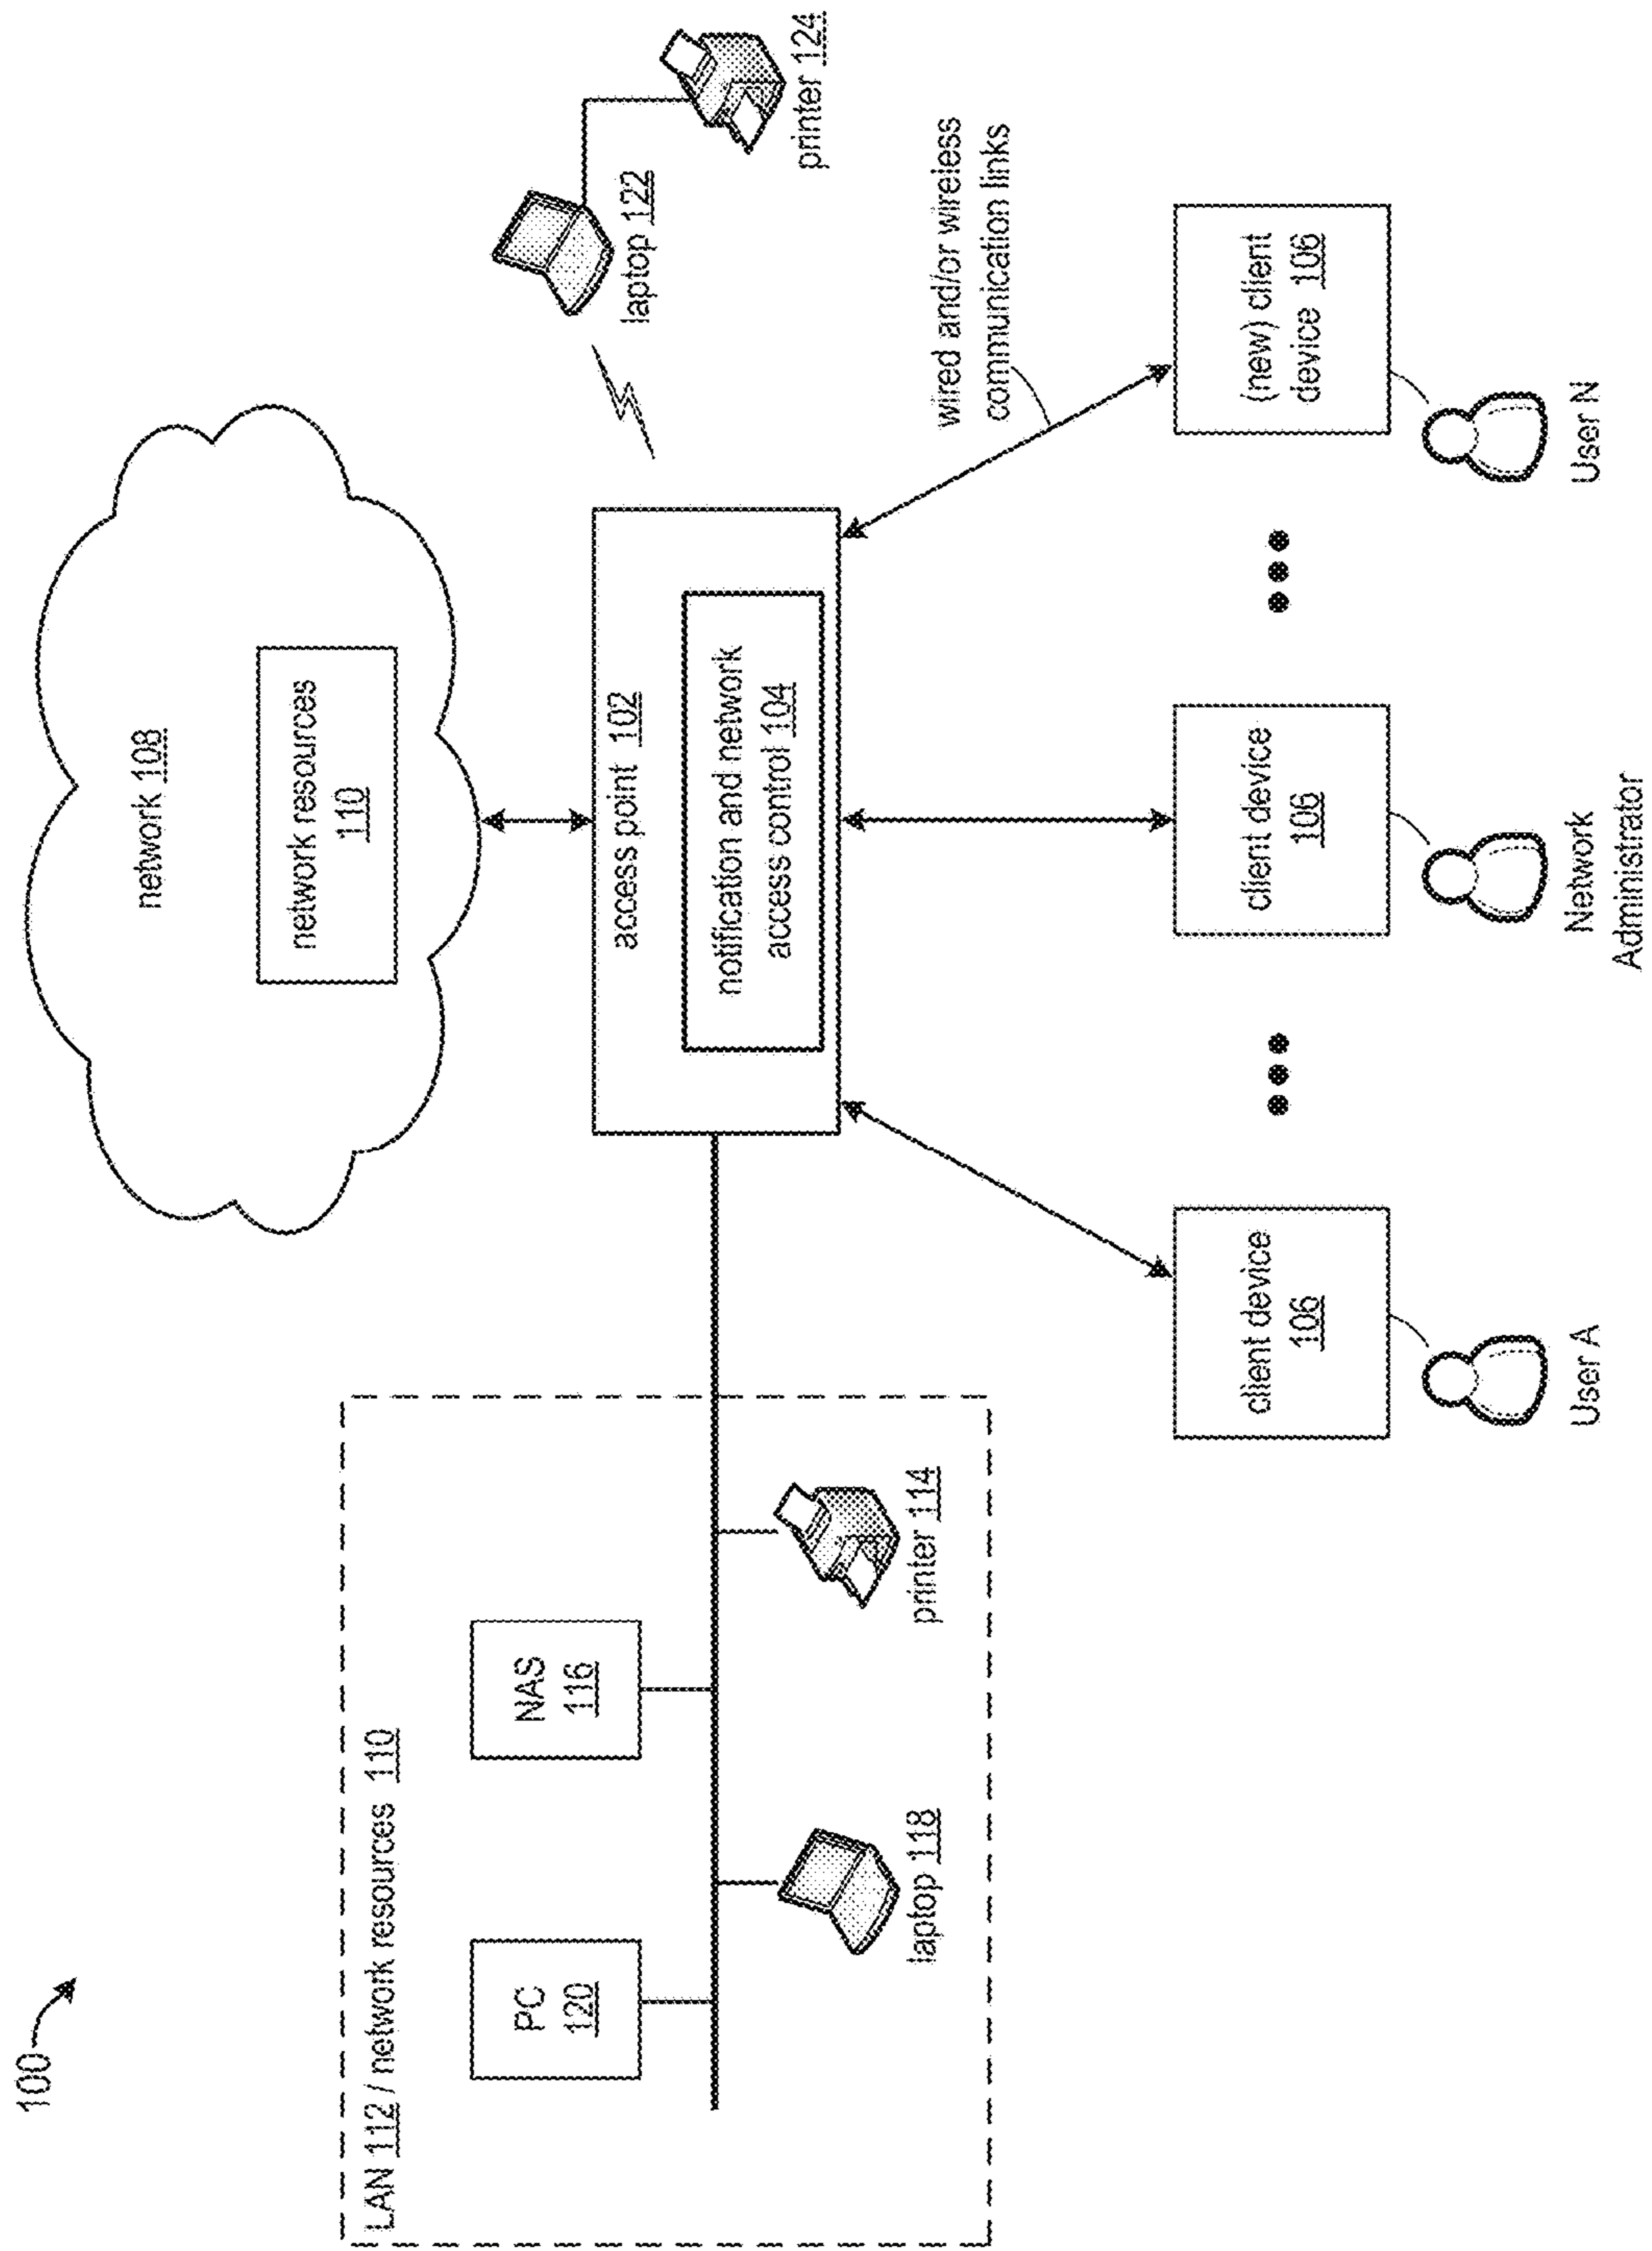 100
network 108
network resources
110
LAN 112 / network resources 110
PC
120
NAS
116
laptop 118
printer 114
access point 102
notification and network
access control 104
laptop 122
printer 124
wired and/or wireless
communication links
client device
106
User A
client device
106
Network
Administrator
(new) client
device 106
User N